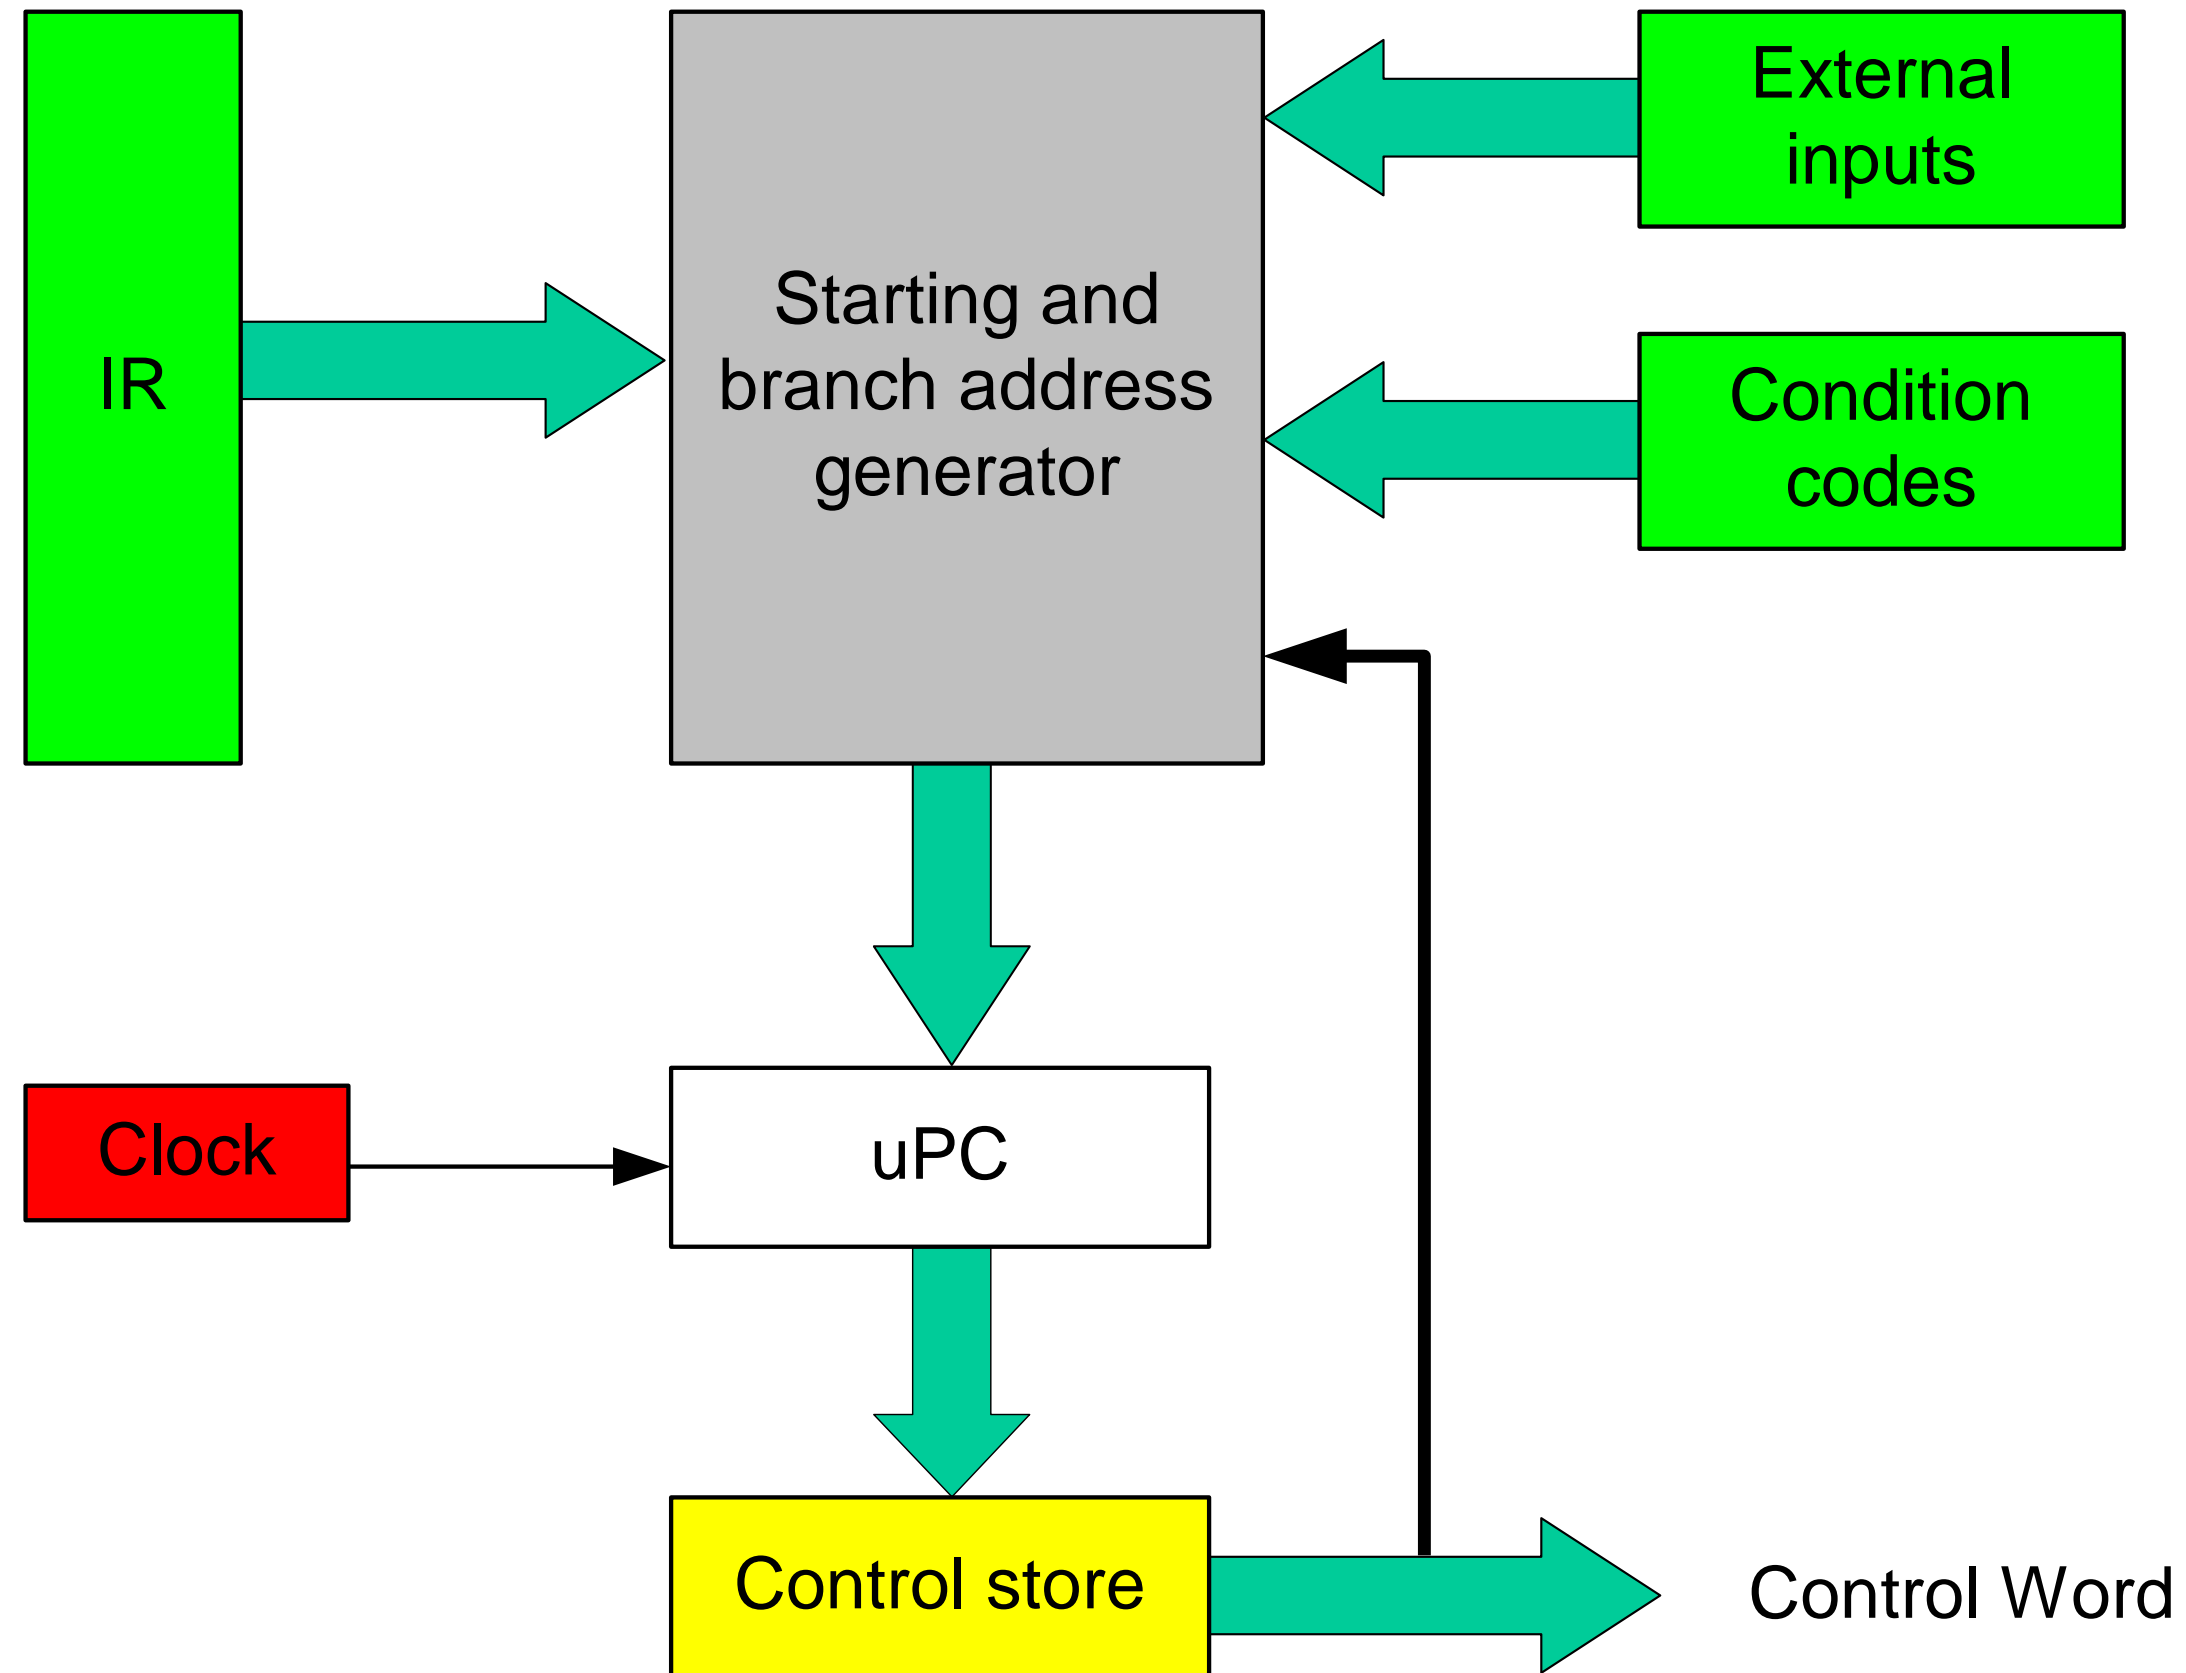 IR
Starting and
branch address
generator
External
inputs
Condition
codes
Clock
uPC
Control store
Control Word